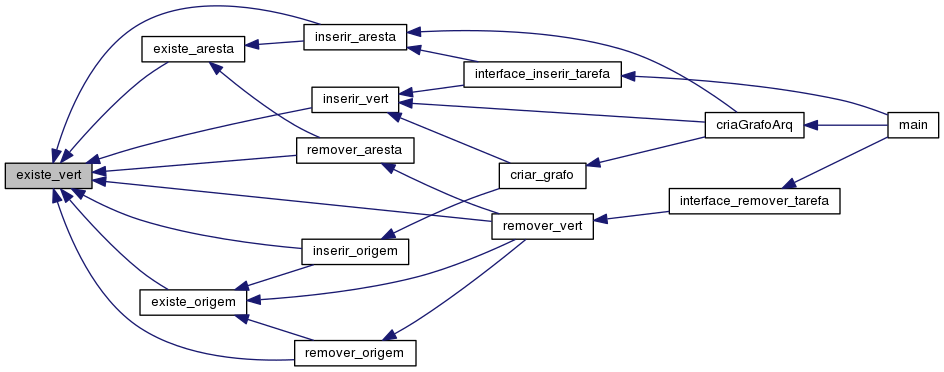 existe_vert
existe_aresta
inserir_aresta
interface_inserir_tarefa
inserir_vert
criaGrafoArq
main
remover_aresta
criar_grafo
interface_remover_tarefa
remover_vert
inserir_origem
existe_origem
remover_origem